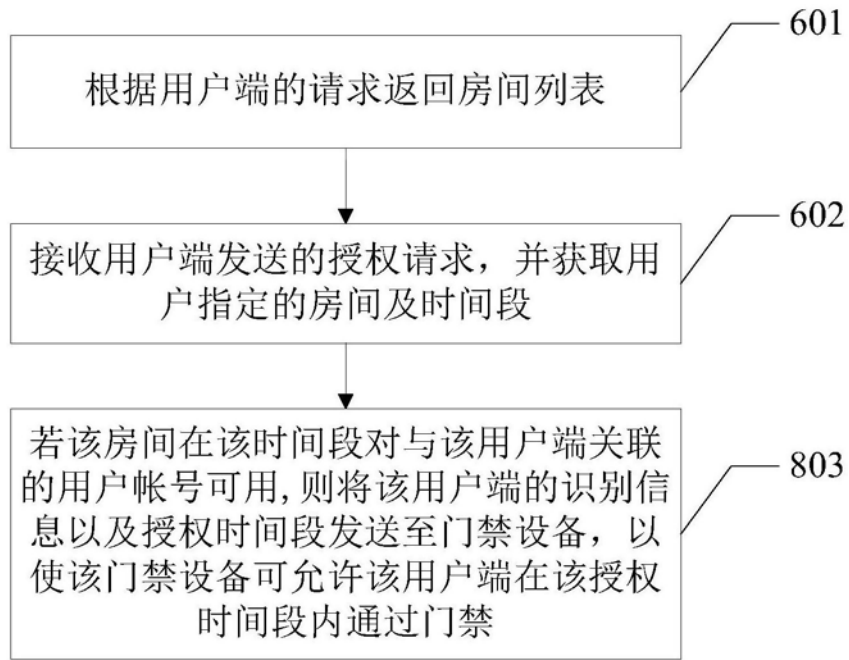 601
根据用户端的请求返回房间列表
602
接收用户端发送的授权请求，并获取用
户指定的房间及时间段
803
若该房间在该时间段对与该用户端关联
的用户帐号可用,则将该用户端的识别信
息以及授权时间段发送至门禁设备，以
使该门禁设备可允许该用户端在该授权
时间段内通过门禁